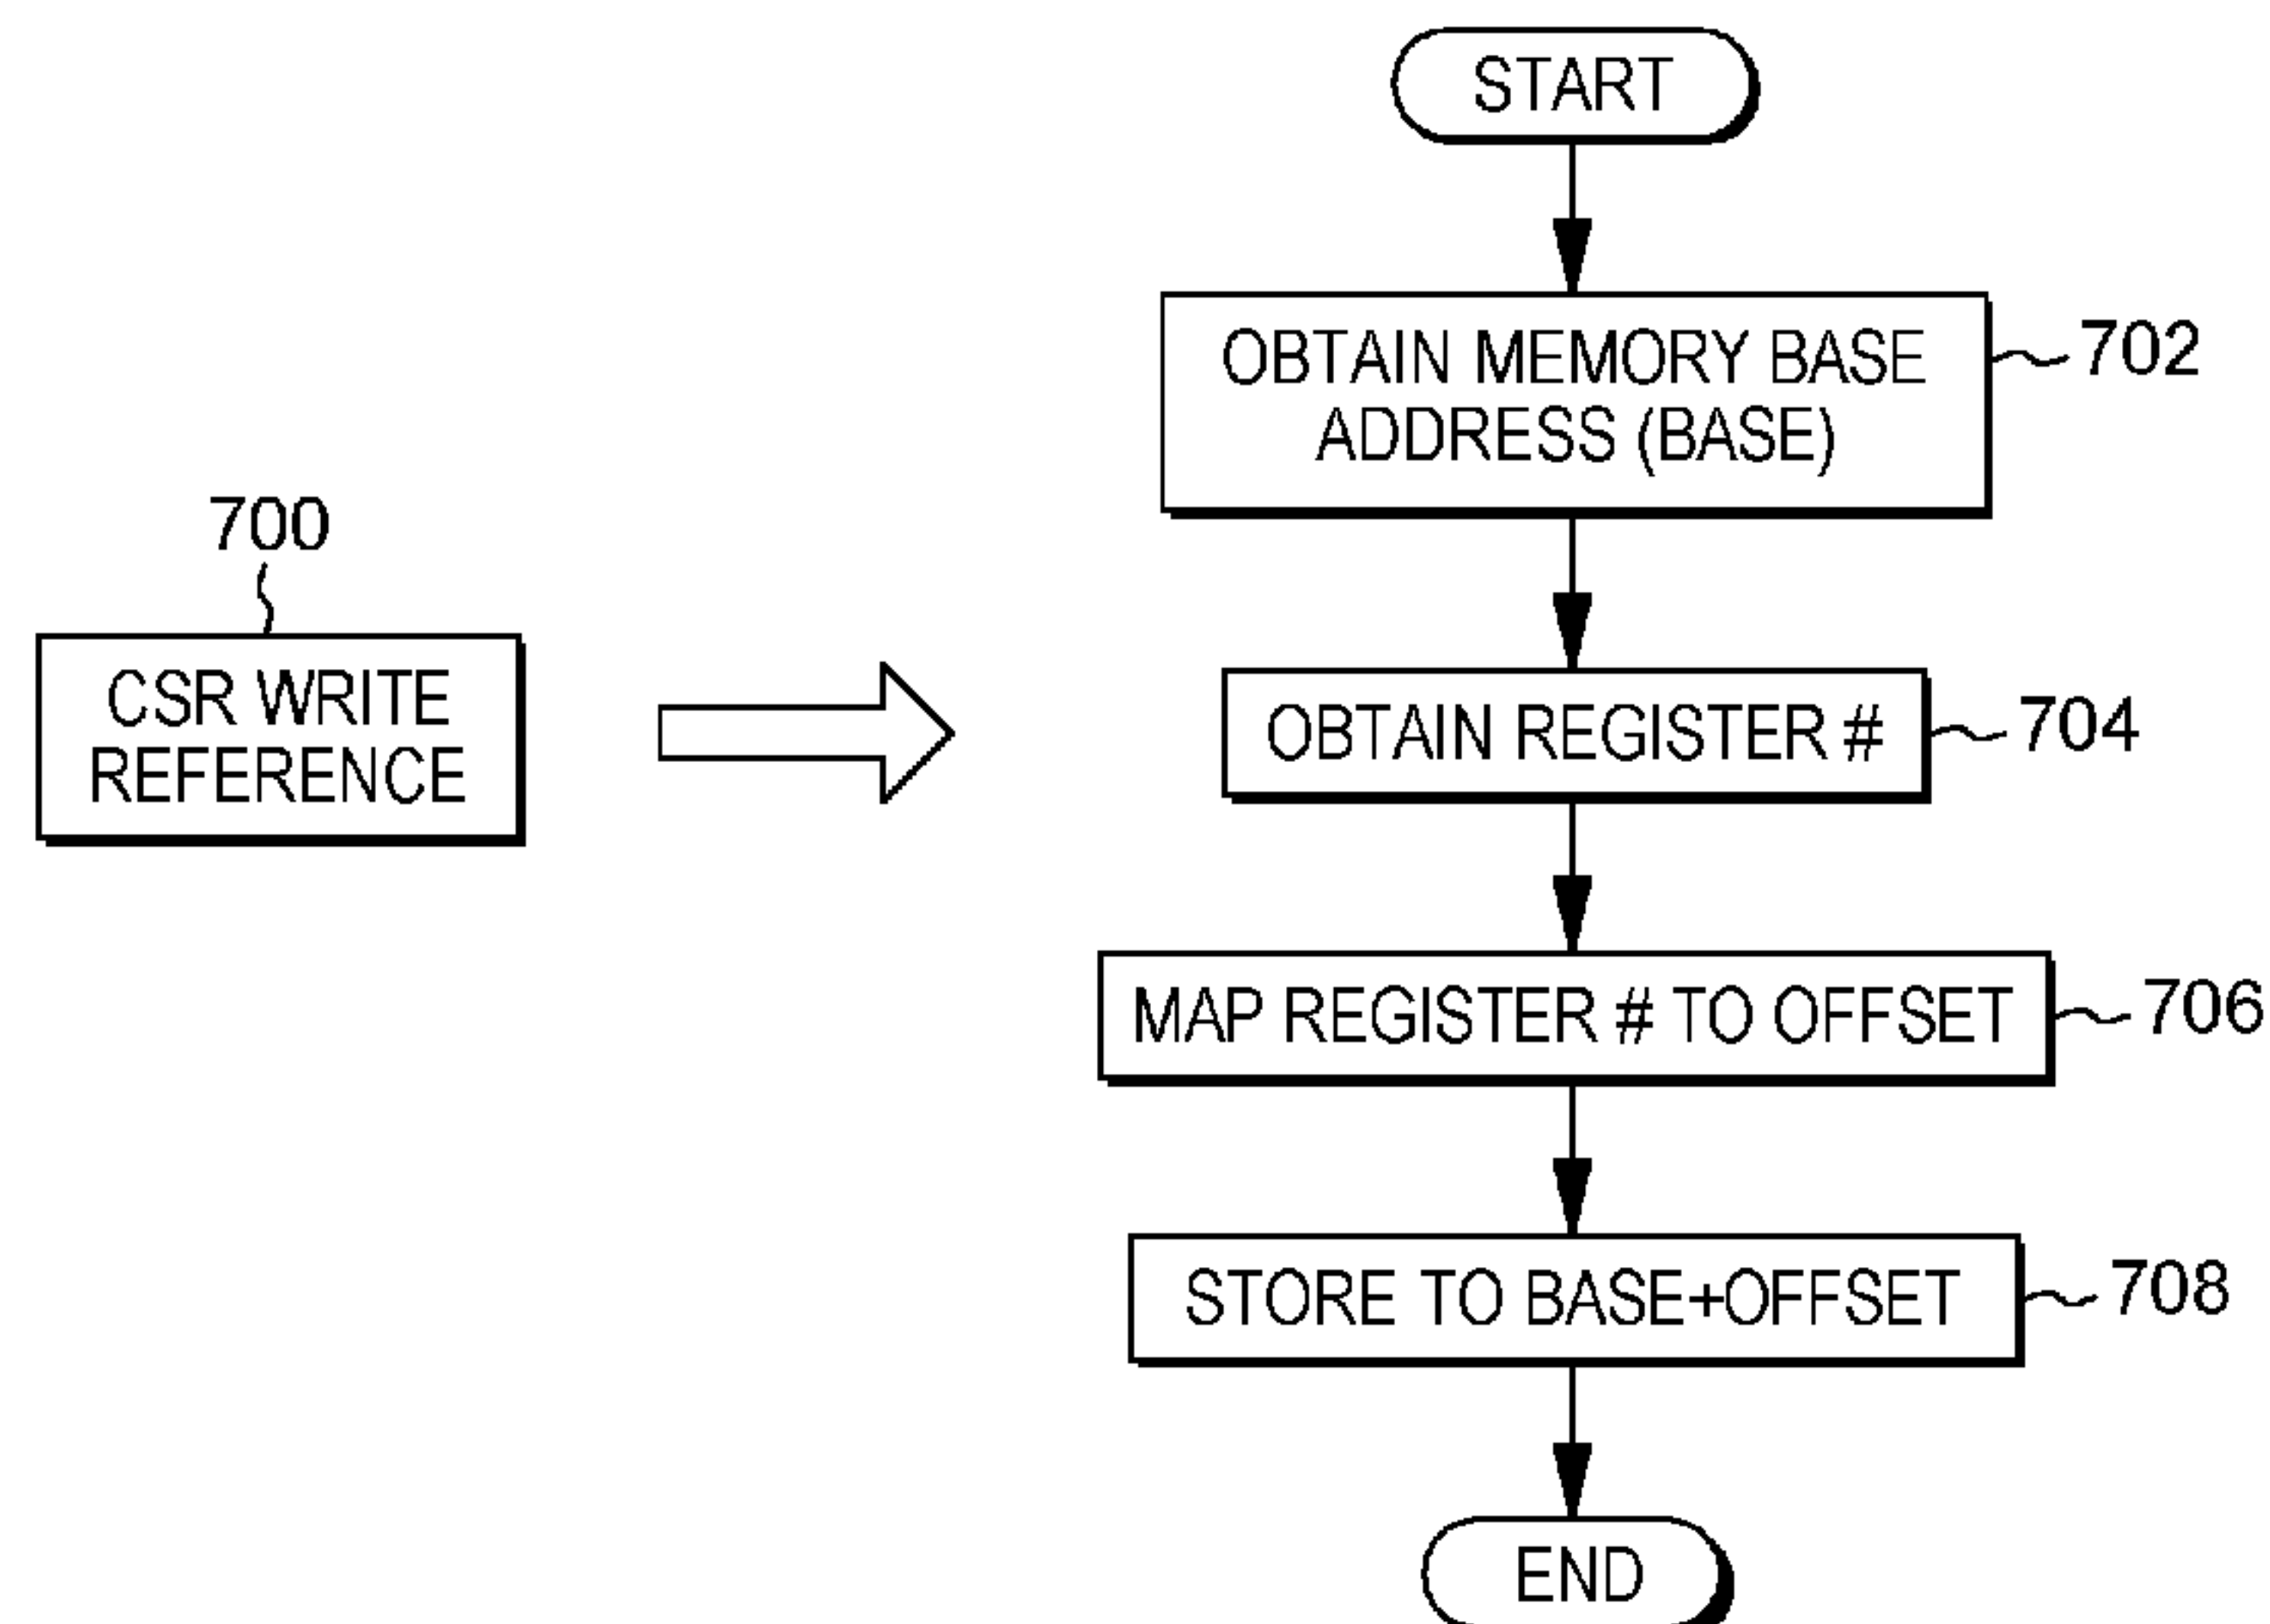 START
OBTAIN MEMORY BASE
ADDRESS (BASE)
702
700
CSR WRITE
REFERENCE
OBTAIN REGISTER #
704
MAP REGISTER # TO OFFSET
706
STORE TO BASE+OFFSET
708
END